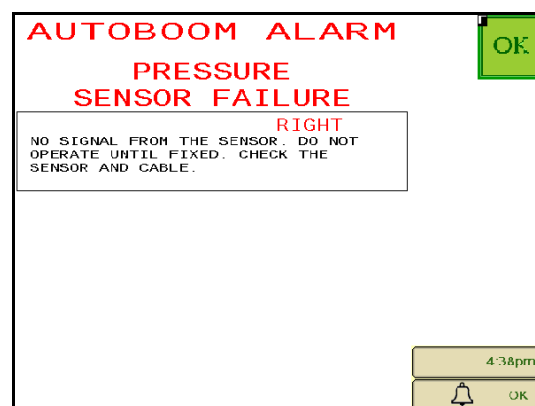 AUTOBOOM ALARM
OK
PRESSURE
SENSOR FAILURE
RIGHT
NO SIGNAL FROM THE SENSOR. DO NOT
OPERATE UNTIL FIXED. CHECK THE
SENSOR AND CABLE.
4:38pm
OK